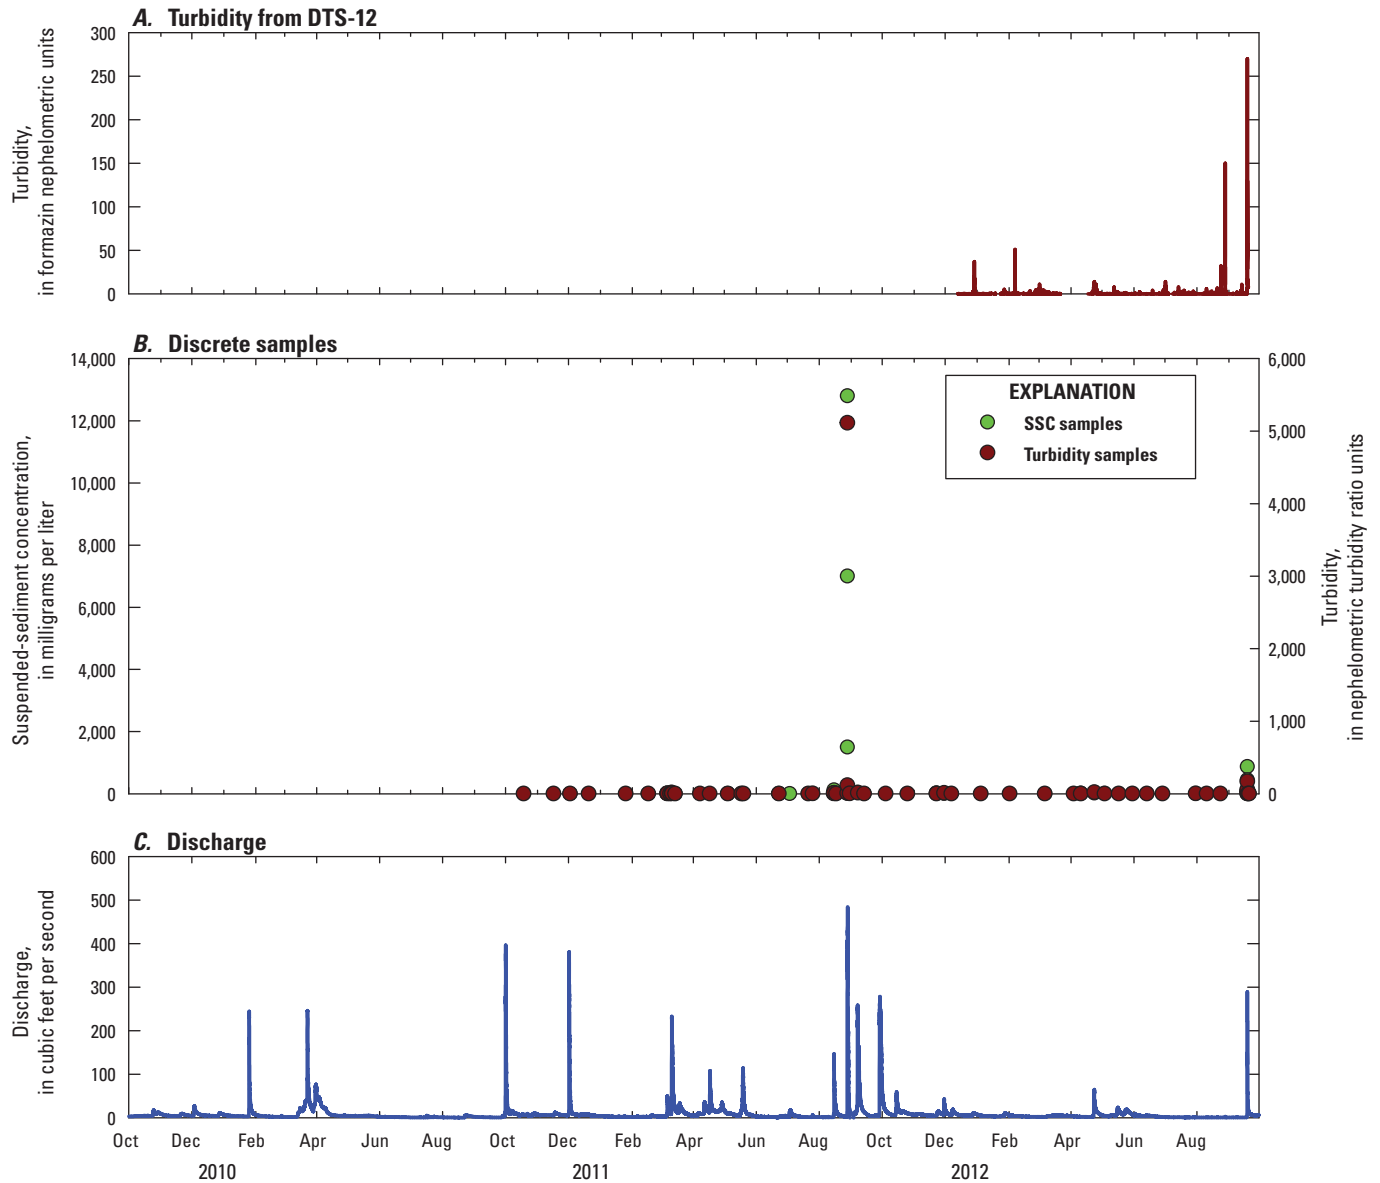 A. Turbidity from DTS-12
Turbidity,
in formazin nephelometric units
300
250
200
150
100
50
0
B. Discrete samples
Suspended-sediment concentration,
in milligrams per liter
14,000
12,000
10,000
8,000
6,000
4,000
2,000
0
EXPLANATION
SSC samples
Turbidity samples
6,000
5,000
4,000
3,000
2,000
1,000
0
Turbidity,
in nephelometric turbidity ratio units
C. Discharge
Discharge,
in cubic feet per second
600
500
400
300
200
100
0
Oct Dec Feb Apr Jun Aug Oct Dec Feb Apr Jun Aug Oct Dec Feb Apr Jun Aug
2010 2011 2012